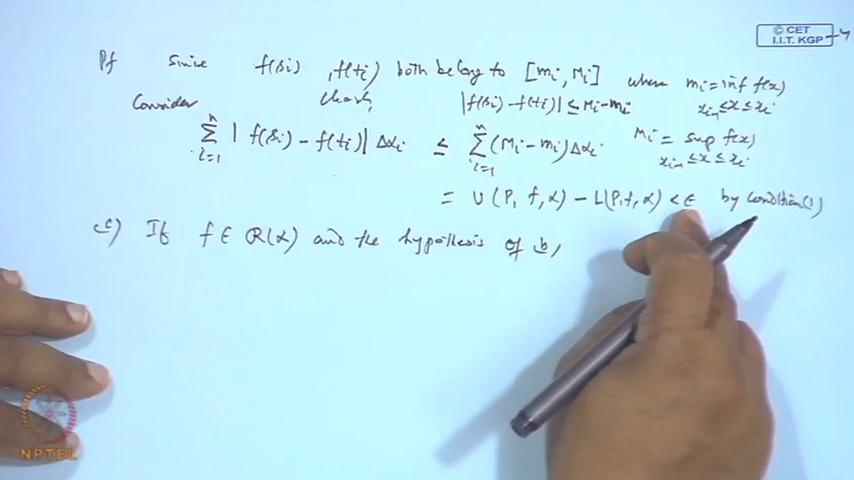 © CET
I.I.T. KGP
Pf Since f(si), f(ti) both belong to [mi, Mi] where mi = inf f(x)
xi-1≤x≤xi
Consider Clearly |f(si) - f(ti)| ≤ Mi - mi
n∑i=1 |f(si) - f(ti)| Δαi ≤ n∑i=1 (Mi - mi) Δαi Mi = sup f(x)
xi-1≤x≤xi
= U(P, f, α) - L(P, f, α) < ε by condition (1)
c) If f ∈ R(α) and the hypothesis of b,
NPTEL